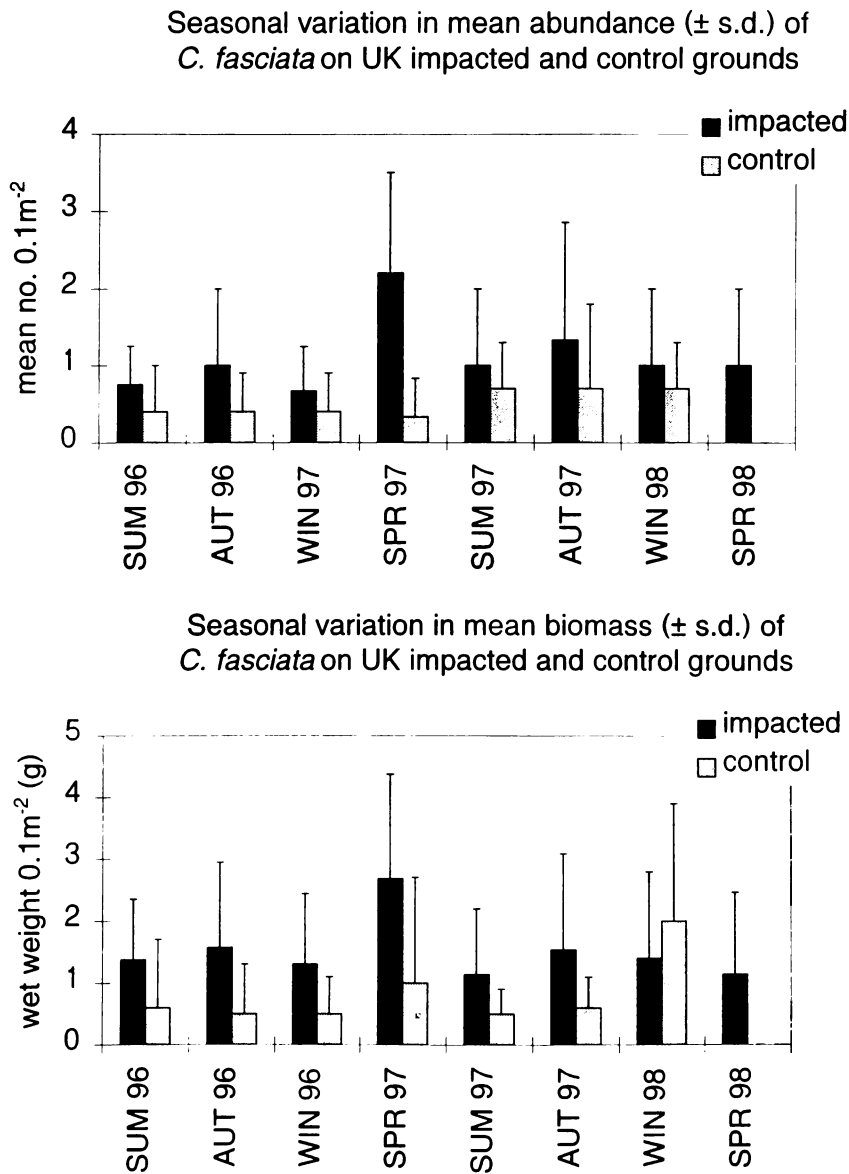 Seasonal variation in mean abundance (± s.d.) of
C. fasciata on UK impacted and control grounds
impacted
control
mean no. 0.1m-2
4
3
2
1
0
SUM 96
AUT 96
WIN 97
SPR 97
SUM 97
AUT 97
WIN 98
SPR 98
Seasonal variation in mean biomass (± s.d.) of
C. fasciata on UK impacted and control grounds
impacted
control
wet weight 0.1m-2 (g)
5
4
3
2
1
0
SUM 96
AUT 96
WIN 96
SPR 97
SUM 97
AUT 97
WIN 98
SPR 98